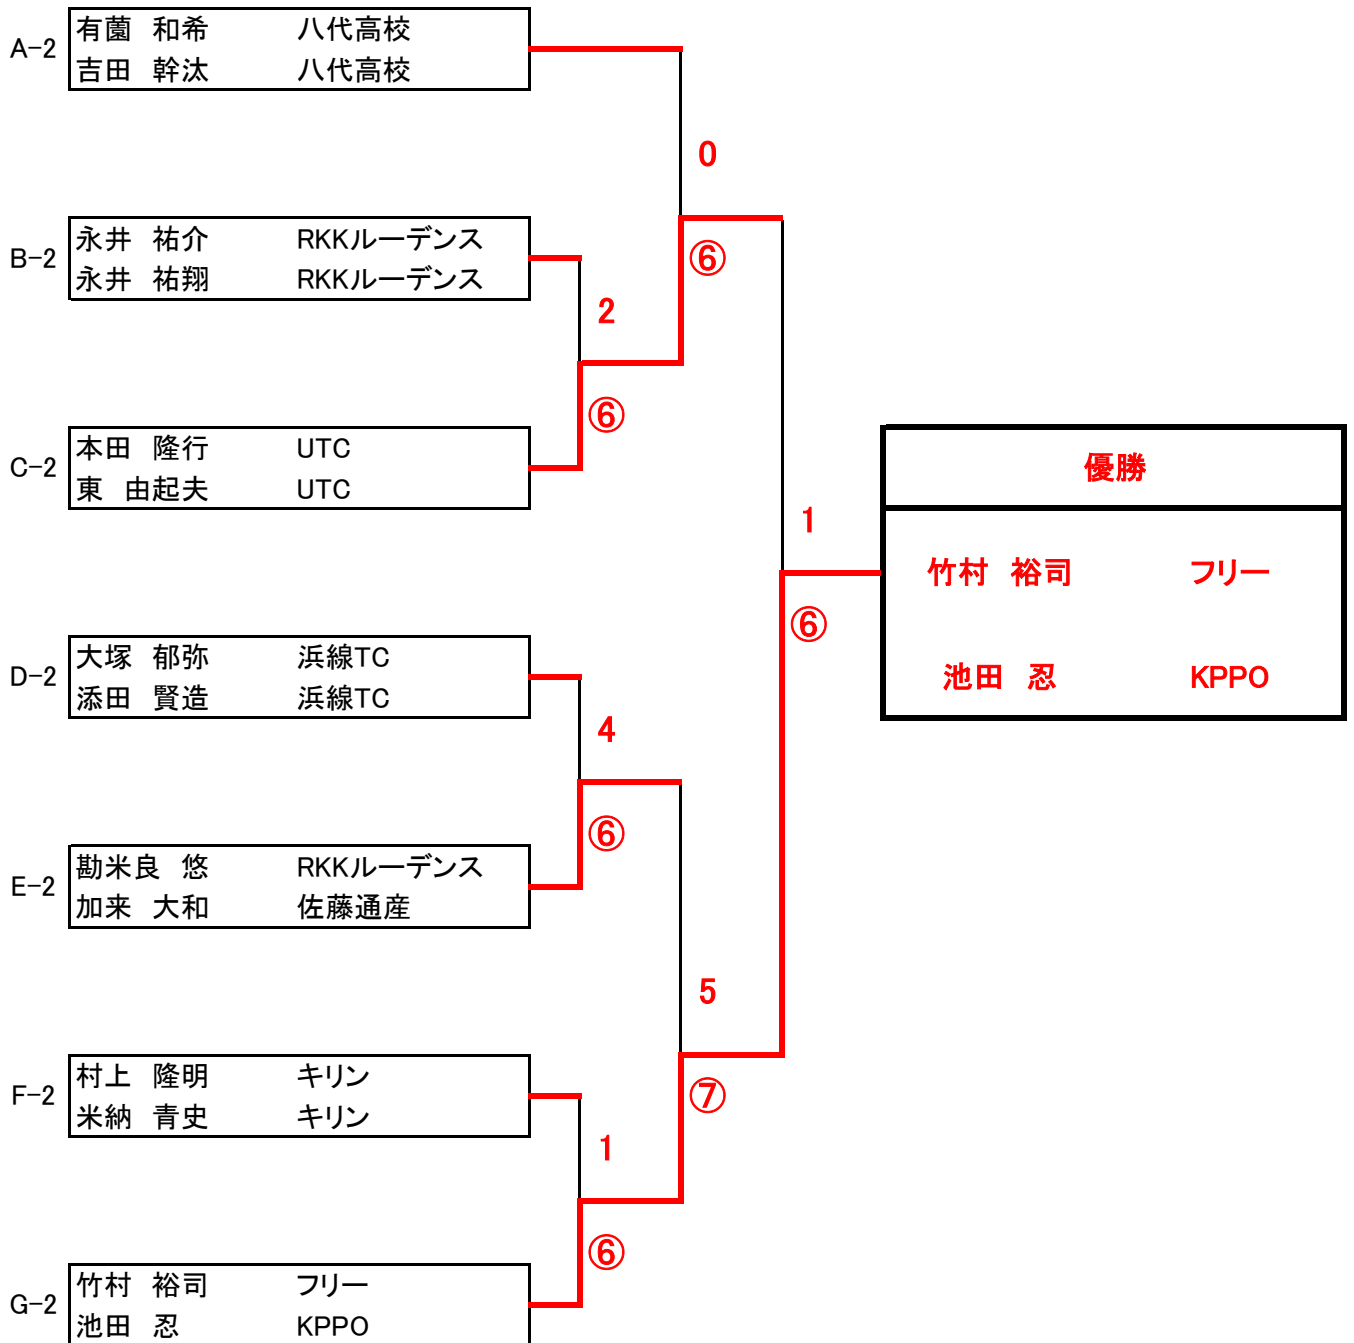 A-2 有薗 和希 八代高校
吉田 幹汰 八代高校
0
B-2 永井 祐介 RKKルーデンス
永井 祐翔 RKKルーデンス
⑥
2
⑥
C-2 本田 隆行 UTC
東 由起夫 UTC
優勝
1
竹村 裕司 フリー
⑥
池田 忍 KPPO
D-2 大塚 郁弥 浜線TC
添田 賢造 浜線TC
4
⑥
E-2 勘米良 悠 RKKルーデンス
加来 大和 佐藤通産
5
⑦
F-2 村上 隆明 キリン
米納 青史 キリン
1
⑥
G-2 竹村 裕司 フリー
池田 忍 KPPO